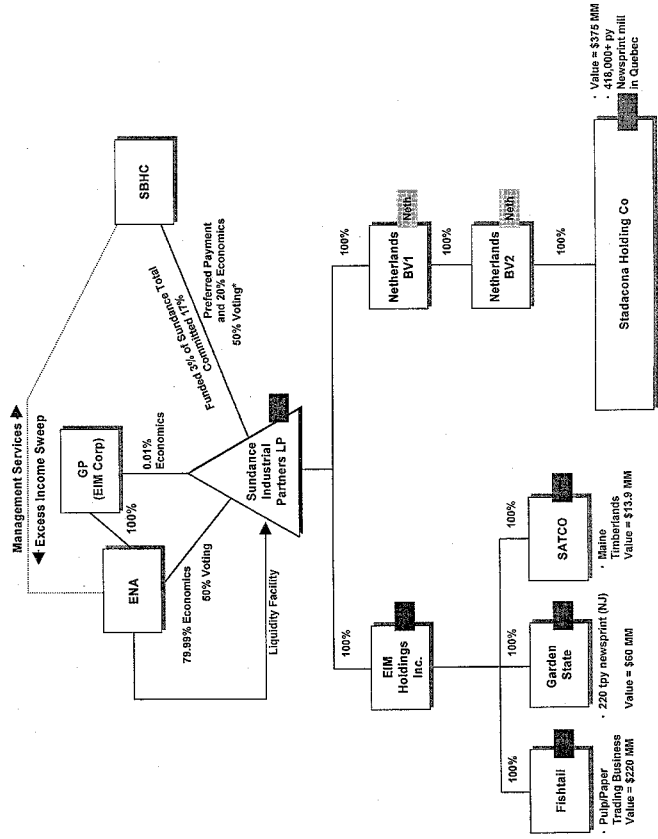 Management Services
Excess Income Sweep
GP
(EIM Corp)
SBHC
ENA
100%
0.01%
Economics
79.99% Economics
50% Voting
Funded 3% of Sundance Total
Committed 17%
Preferred Payment
and 20% Economics
50% Voting*
Sundance
Industrial
Partners LP
Liquidity Facility
100%
100%
EIM
Holdings
Inc.
Netherlands
BV1
Neth.
100%
Netherlands
BV2
Neth.
100%
100%
100%
100%
Fishtail
Garden
State
SATCO
Stadacona Holding Co
· Pulp/Paper
Trading Business
Value = $220 MM
· 220 tpy newsprint (NJ)
Value = $60 MM
· Maine
Timberlands
Value = $13.9 MM
· Value = $375 MM
· 418,000+ py
Newsprint mill
in Quebec